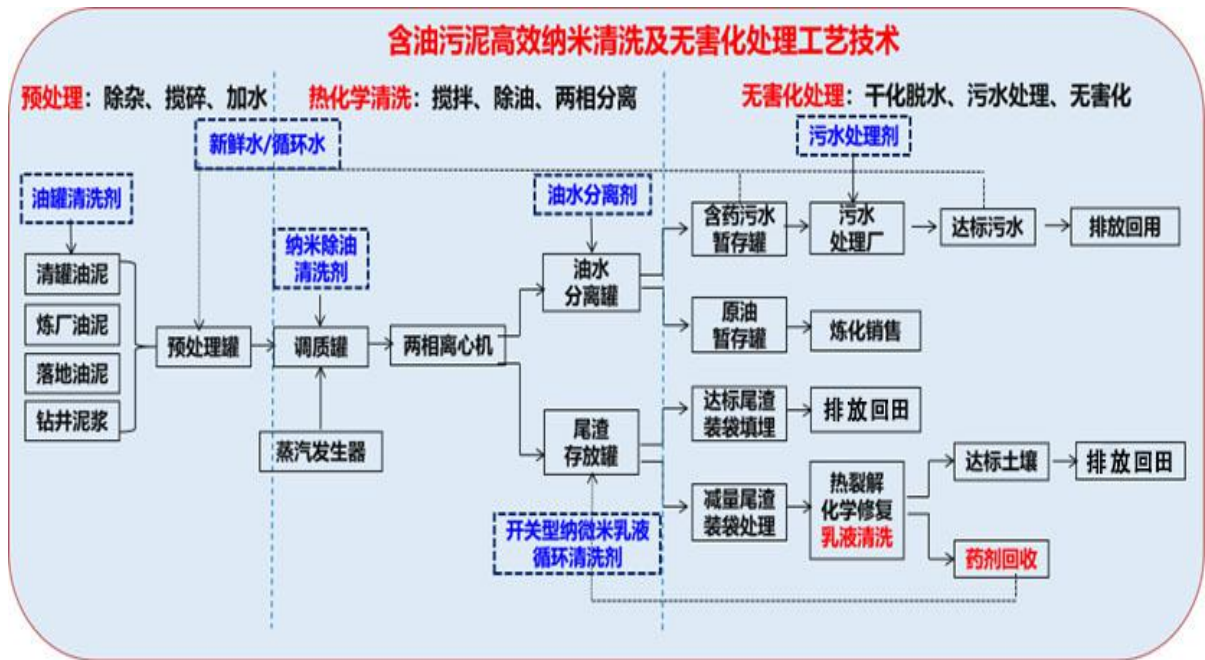 含油污泥高效纳米清洗及无害化处理工艺技术
预处理：除杂、搅碎、加水
热化学清洗：搅拌、除油、两相分离
无害化处理：干化脱水、污水处理、无害化
新鲜水/循环水
污水处理剂
油罐清洗剂
油水分离剂
纳米除油
清洗剂
清罐油泥
炼厂油泥
落地油泥
钻井泥浆
预处理罐
调质罐
两相离心机
蒸汽发生器
油水
分离罐
尾渣
存放罐
开关型纳微米乳液
循环清洗剂
含药污水
暂存罐
污水
处理厂
达标污水
排放回用
原油
暂存罐
炼化销售
达标尾渣
装袋填埋
排放回田
减量尾渣
装袋处理
热裂解
化学修复
乳液清洗
达标土壤
排放回田
药剂回收